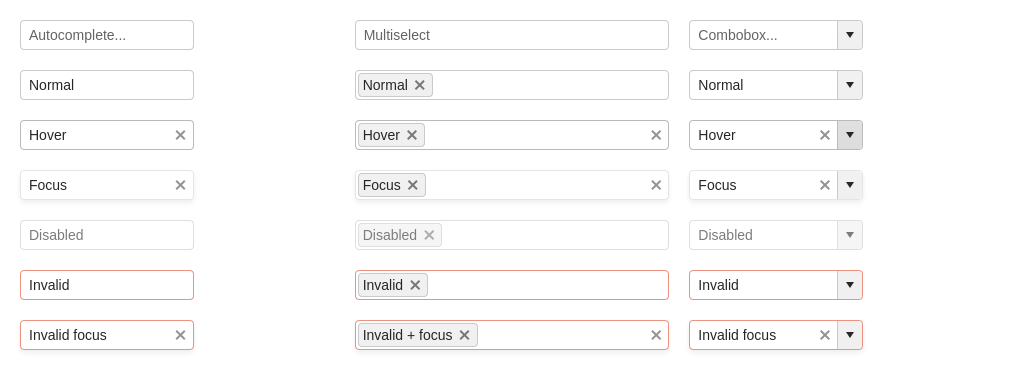 Autocomplete... Multiselect Combobox...
Normal Normal Normal
Hover Hover Hover
Focus Focus Focus
Disabled Disabled Disabled
Invalid Invalid Invalid
Invalid focus Invalid + focus Invalid focus